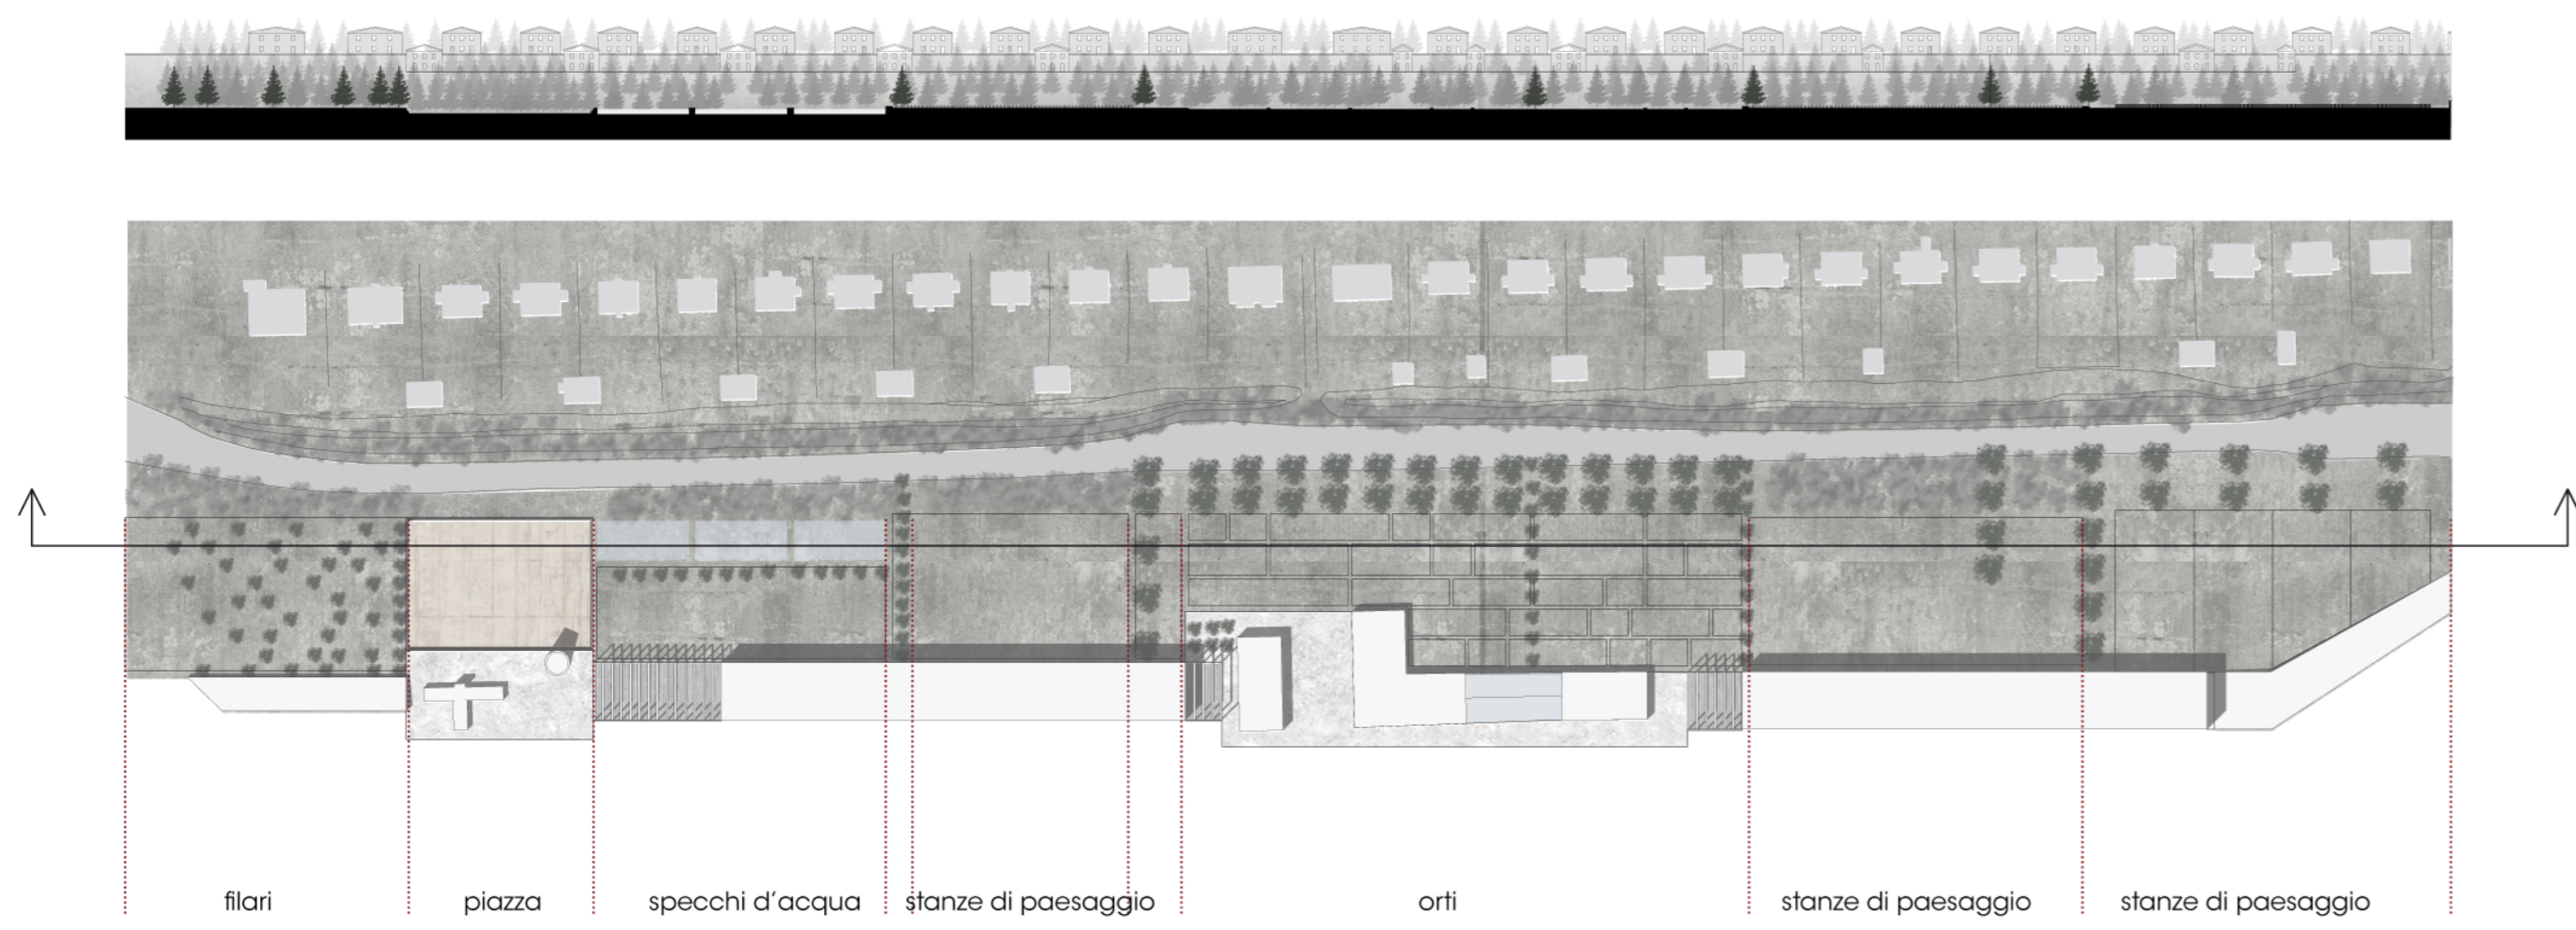 filari
piazza
specchi d'acqua
stanze di paesaggio
orti
stanze di paesaggio
stanze di paesaggio